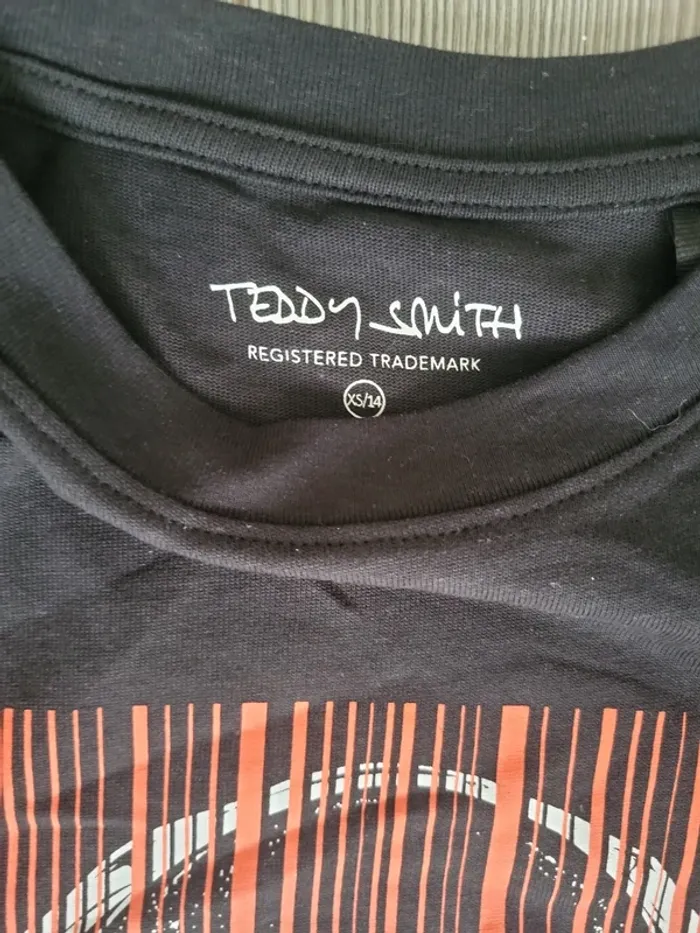 TEDDY SMITH
REGISTERED TRADEMARK
XS/14